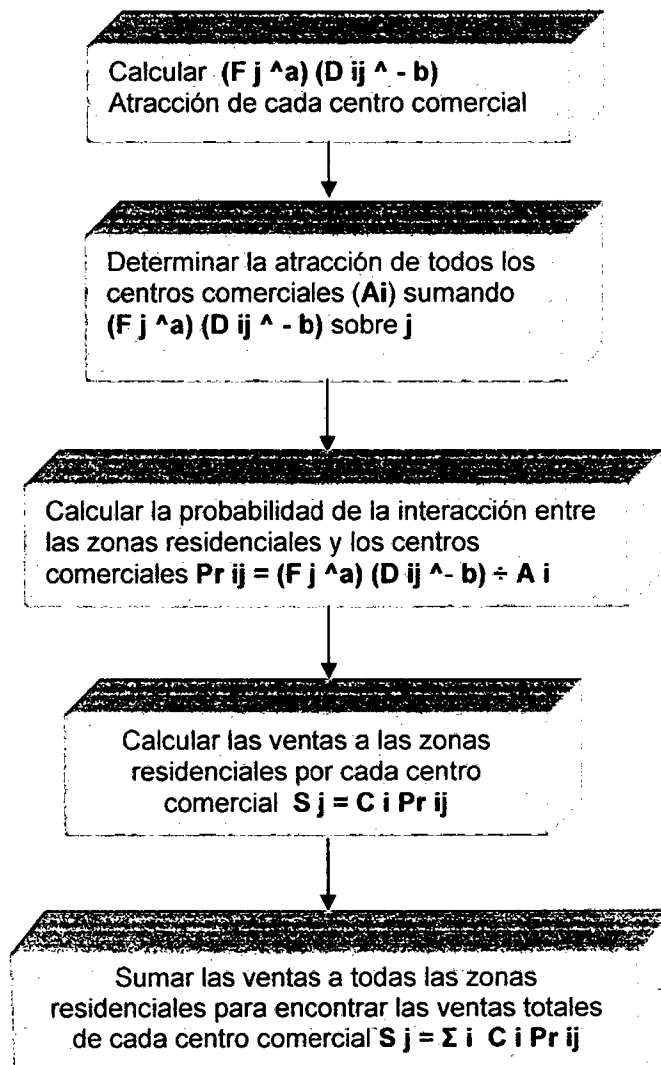 Calcular (F j ^a) (D ij ^ - b)
Atracción de cada centro comercial
Determinar la atracción de todos los
centros comerciales (Ai) sumando
(F j ^a) (D ij ^ - b) sobre j
Calcular la probabilidad de la interacción entre
las zonas residenciales y los centros
comerciales Pr ij = (F j ^a) (D ij ^- b) ÷ A i
Calcular las ventas a las zonas
residenciales por cada centro
comercial S j = C i Pr ij
Sumar las ventas a todas las zonas
residenciales para encontrar las ventas totales
de cada centro comercial S j = Σ i C i Pr ij